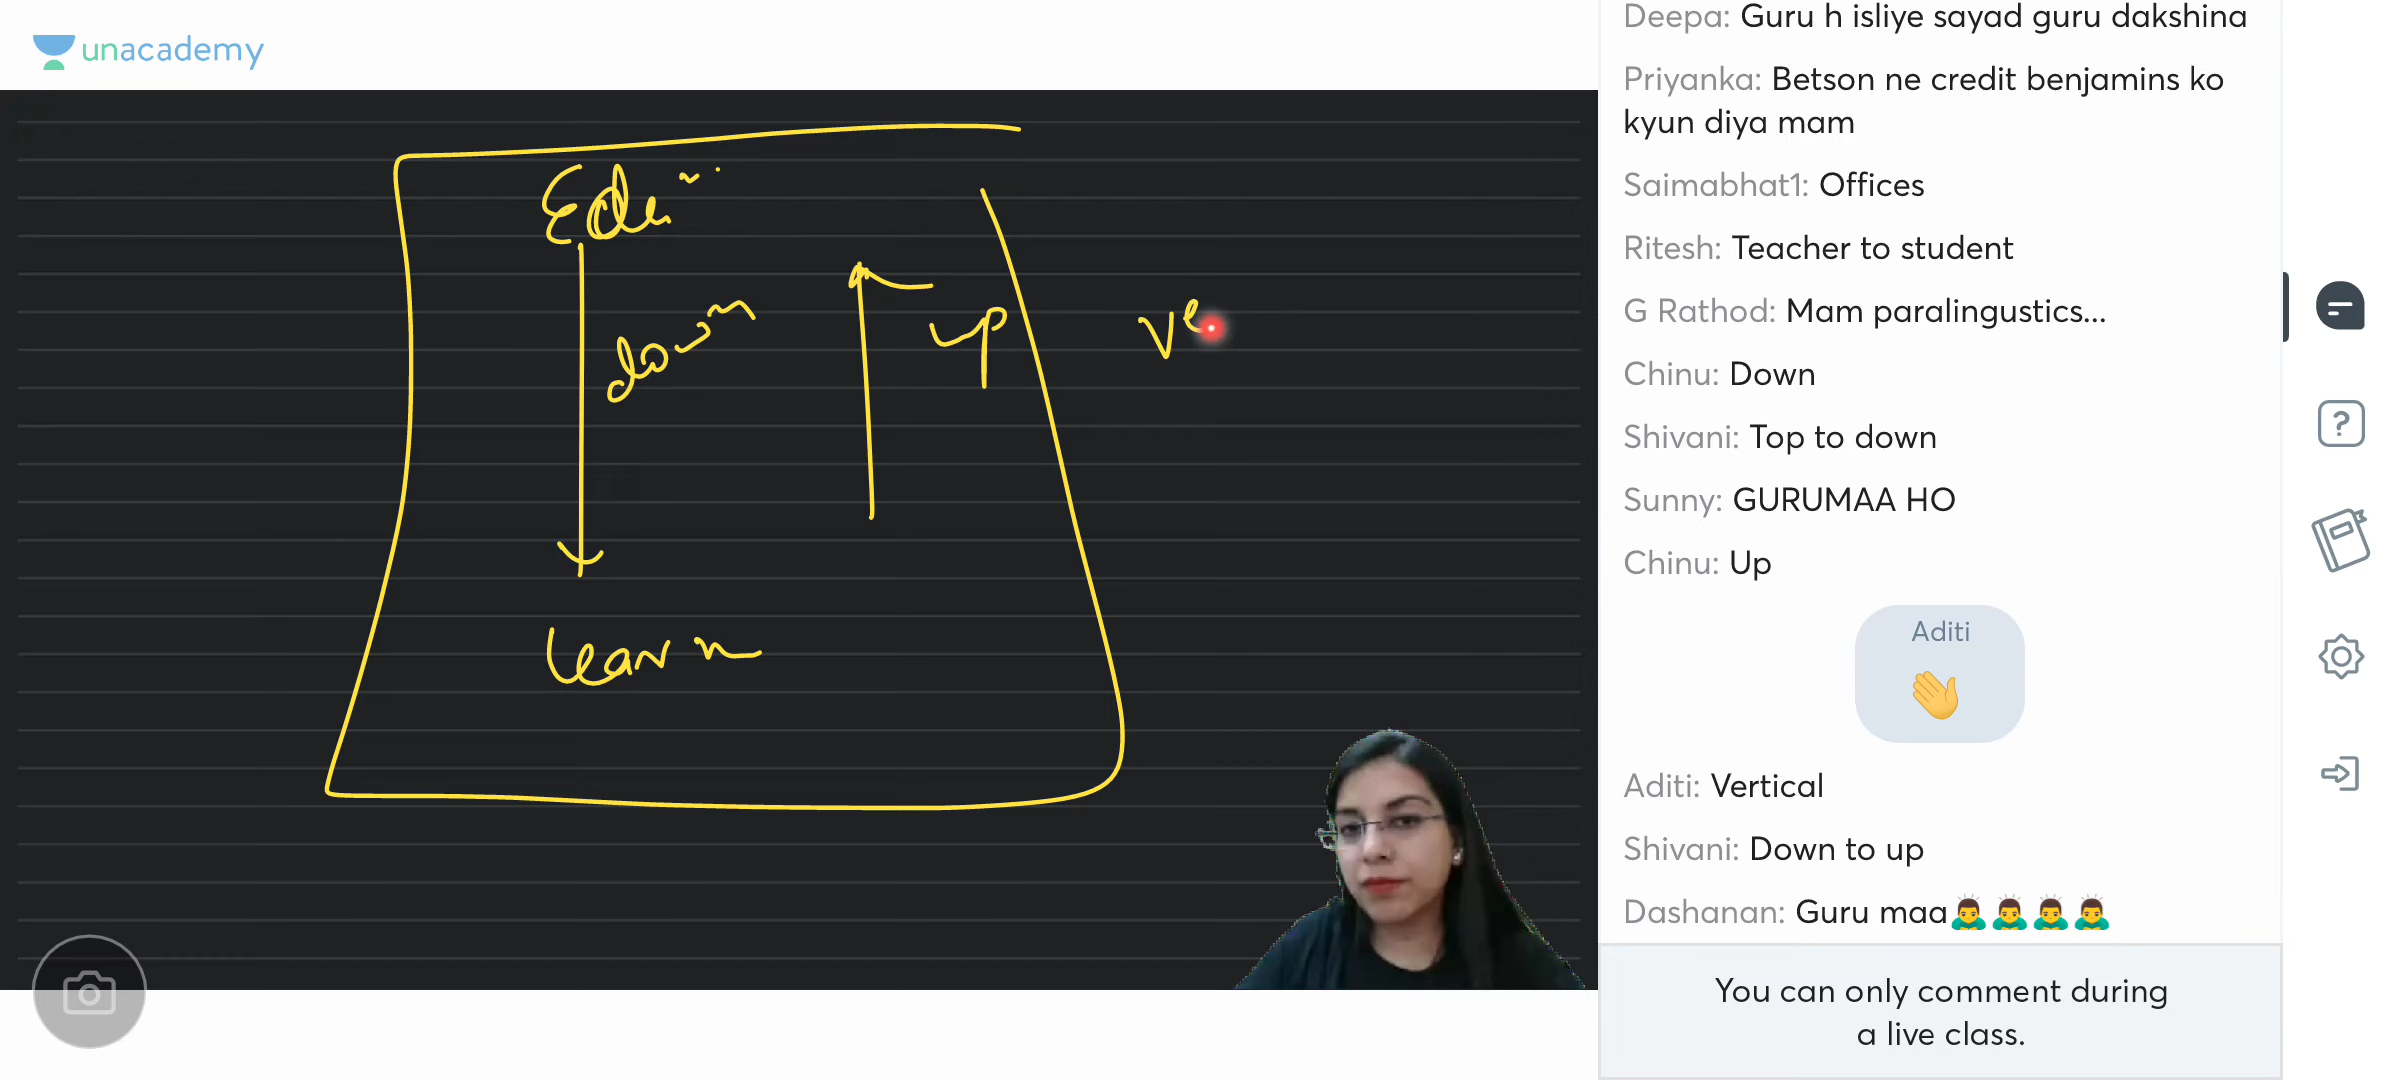 unacademy
down
up
ve
learn
Deepa: Guru h isliye sayad guru dakshina
Priyanka: Betson ne credit benjamins ko
kyun diya mam
Saimabhat1: Offices
Ritesh: Teacher to student
G Rathod: Mam paralingustics...
Chinu: Down
Shivani: Top to down
Sunny: GURUMAA HO
Chinu: Up
Aditi
👋
Aditi: Vertical
Shivani: Down to up
Dashanan: Guru maa🙇‍♂️🙇‍♂️🙇‍♂️🙇‍♂️
You can only comment during
a live class.
?